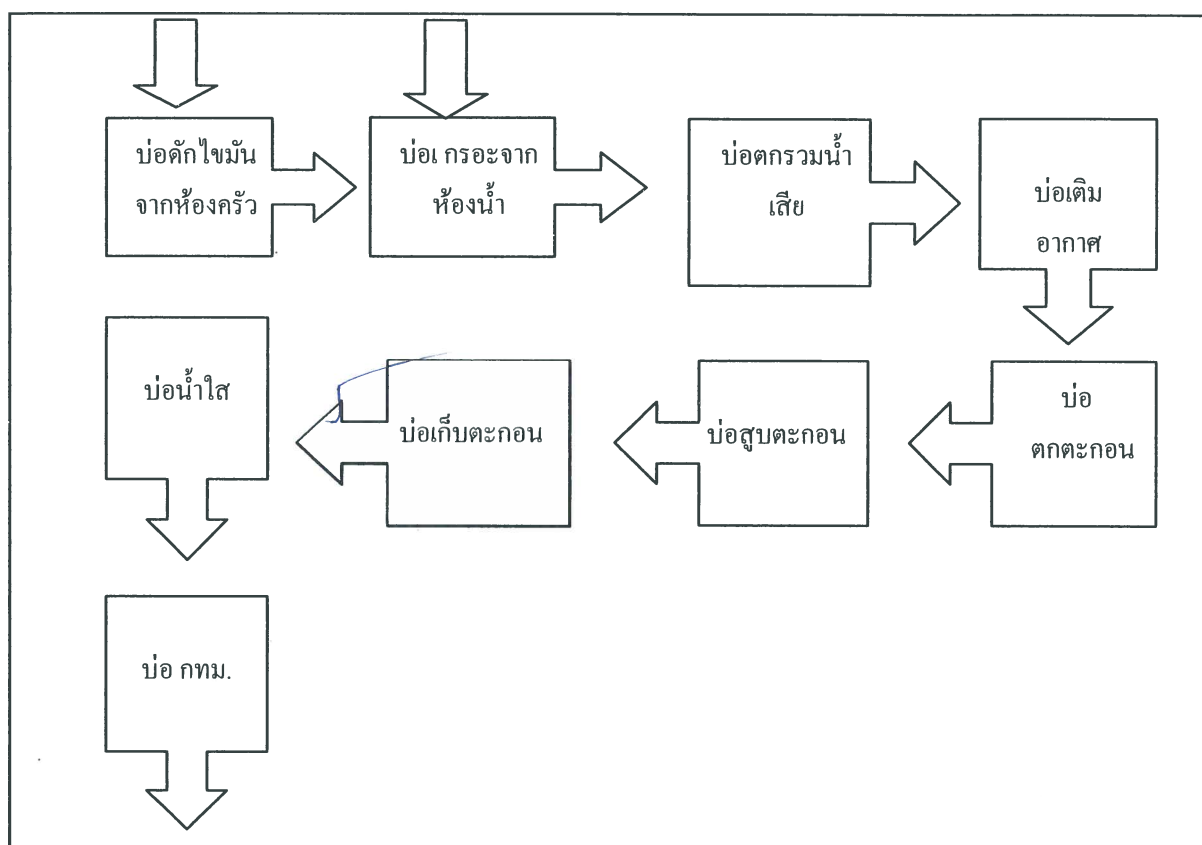 บ่อดักไขมัน
จากห้องครัว
บ่อเ กรอะจาก
ห้องน้ำ
บ่อตกรวมน้ำ
เสีย
บ่อเติม
อากาศ
บ่อ
ตกตะกอน
บ่อสูบตะกอน
บ่อเก็บตะกอน
บ่อน้ำใส
บ่อ กทม.